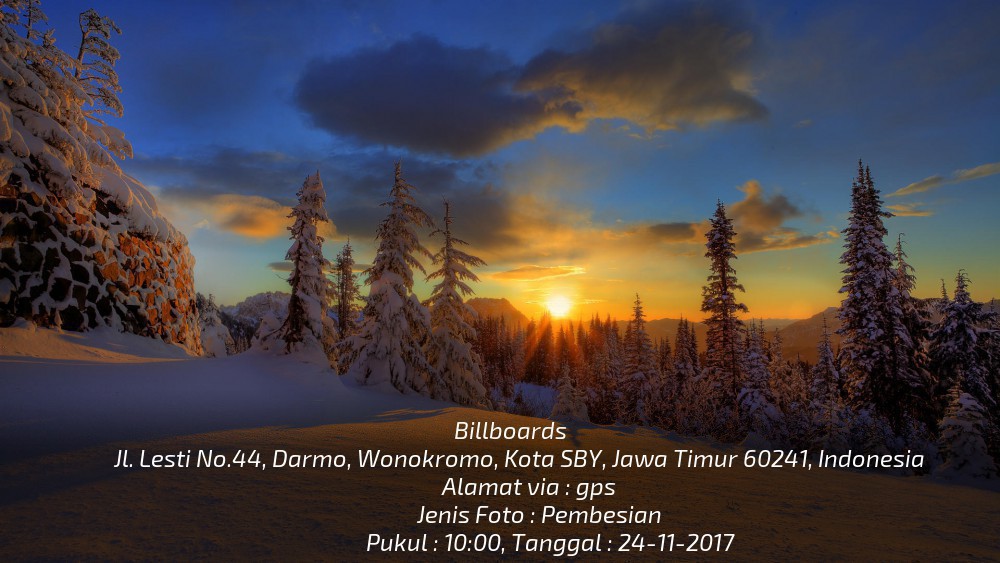 Billboards
Jl. Lesti No.44, Darmo, Wonokromo, Kota SBY, Jawa Timur 60241, Indonesia
Alamat via : gps
Jenis Foto : Pembesian
Pukul : 10:00, Tanggal : 24-11-2017